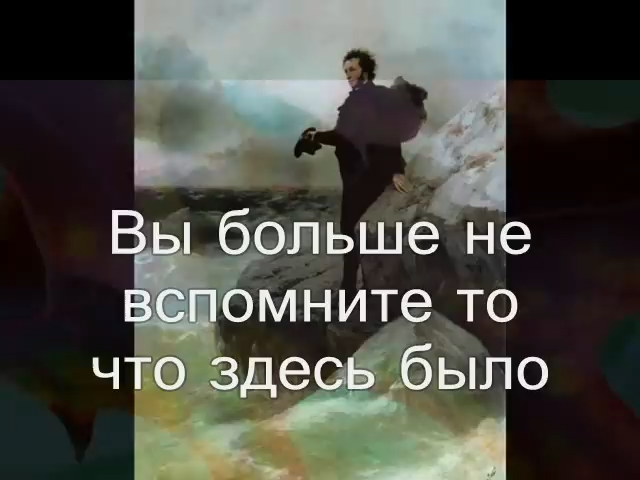 Вы больше не
вспомните то
что здесь было